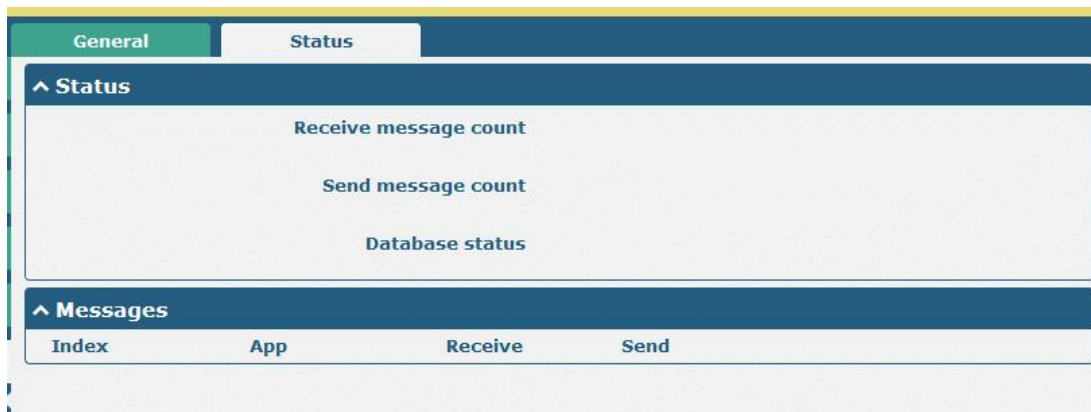 General Status
Status
Receive message count
Send message count
Database status
Messages
Index App Receive Send